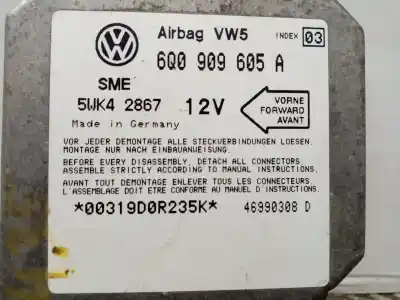 Airbag VW5 INDEX 03
6Q0 909 605 A
SME
5WK4 2867 12V
Made in Germany
VORNE
FORWARD
AVANT
VOR JEDER DEMONTAGE ALLE STECKVERBINDUNGEN LOESEN.
MONTAGE NUR NACH EINBAUANWEISUNG.
BEFORE EVERY DISASSEMBLY, DETACH ALL CONNECTORS
ASSEMBLE STRICTLY ACCORDING TO MANUAL INSTRUCTIONS.
AVANT TOUT DEMONTAGE ENLEVER TOUS LES CONNECTEURS
L'ASSEMBLAGE DOIT ETRE CONFORME AU MANUEL D'INSTRUCTIONS.
*00319D0R235K* 46990308 D